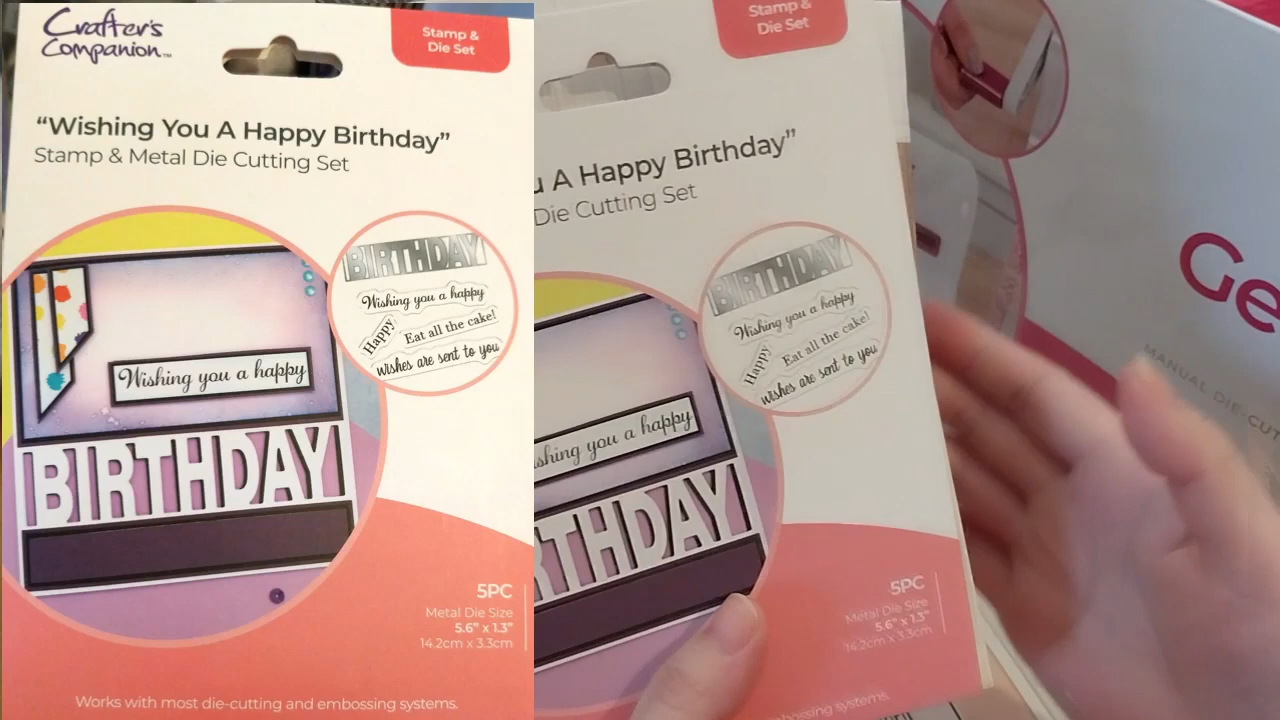 Crafter's
Companion™
Stamp &
Die Set
"Wishing You A Happy Birthday"
Stamp & Metal Die Cutting Set
BIRTHDAY
Wishing you a happy
Happy
Eat all the cake!
wishes are sent to you
Wishing you a happy
BIRTHDAY
5PC
Metal Die Size
5.6" x 1.3"
14.2cm x 3.3cm
Works with most die-cutting and embossing systems.
Stamp &
Die Set
u A Happy Birthday"
Die Cutting Set
BIRTHDAY
Wishing you a happy
Happy
Eat all the cake!
wishes are sent to you
shing you a happy
RTHDAY
5PC
Metal Die Size
5.6" x 1.3"
14.2cm x 3.3cm
embossing systems.
Ge
MANUAL DIE-CUT